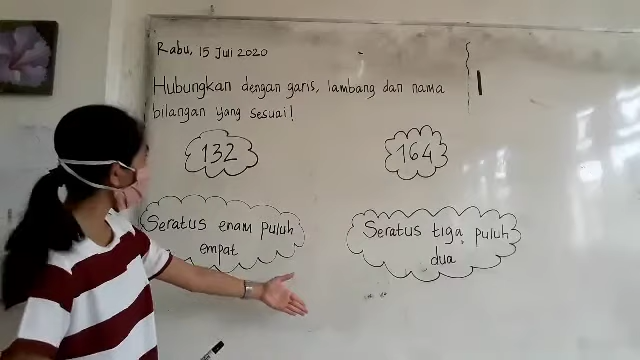 Rabu, 15 Juli 2020
Hubungkan dengan garis, lambang dan nama
bilangan yang sesuai!
132
164
Seratus enam puluh
empat
Seratus tiga puluh
dua